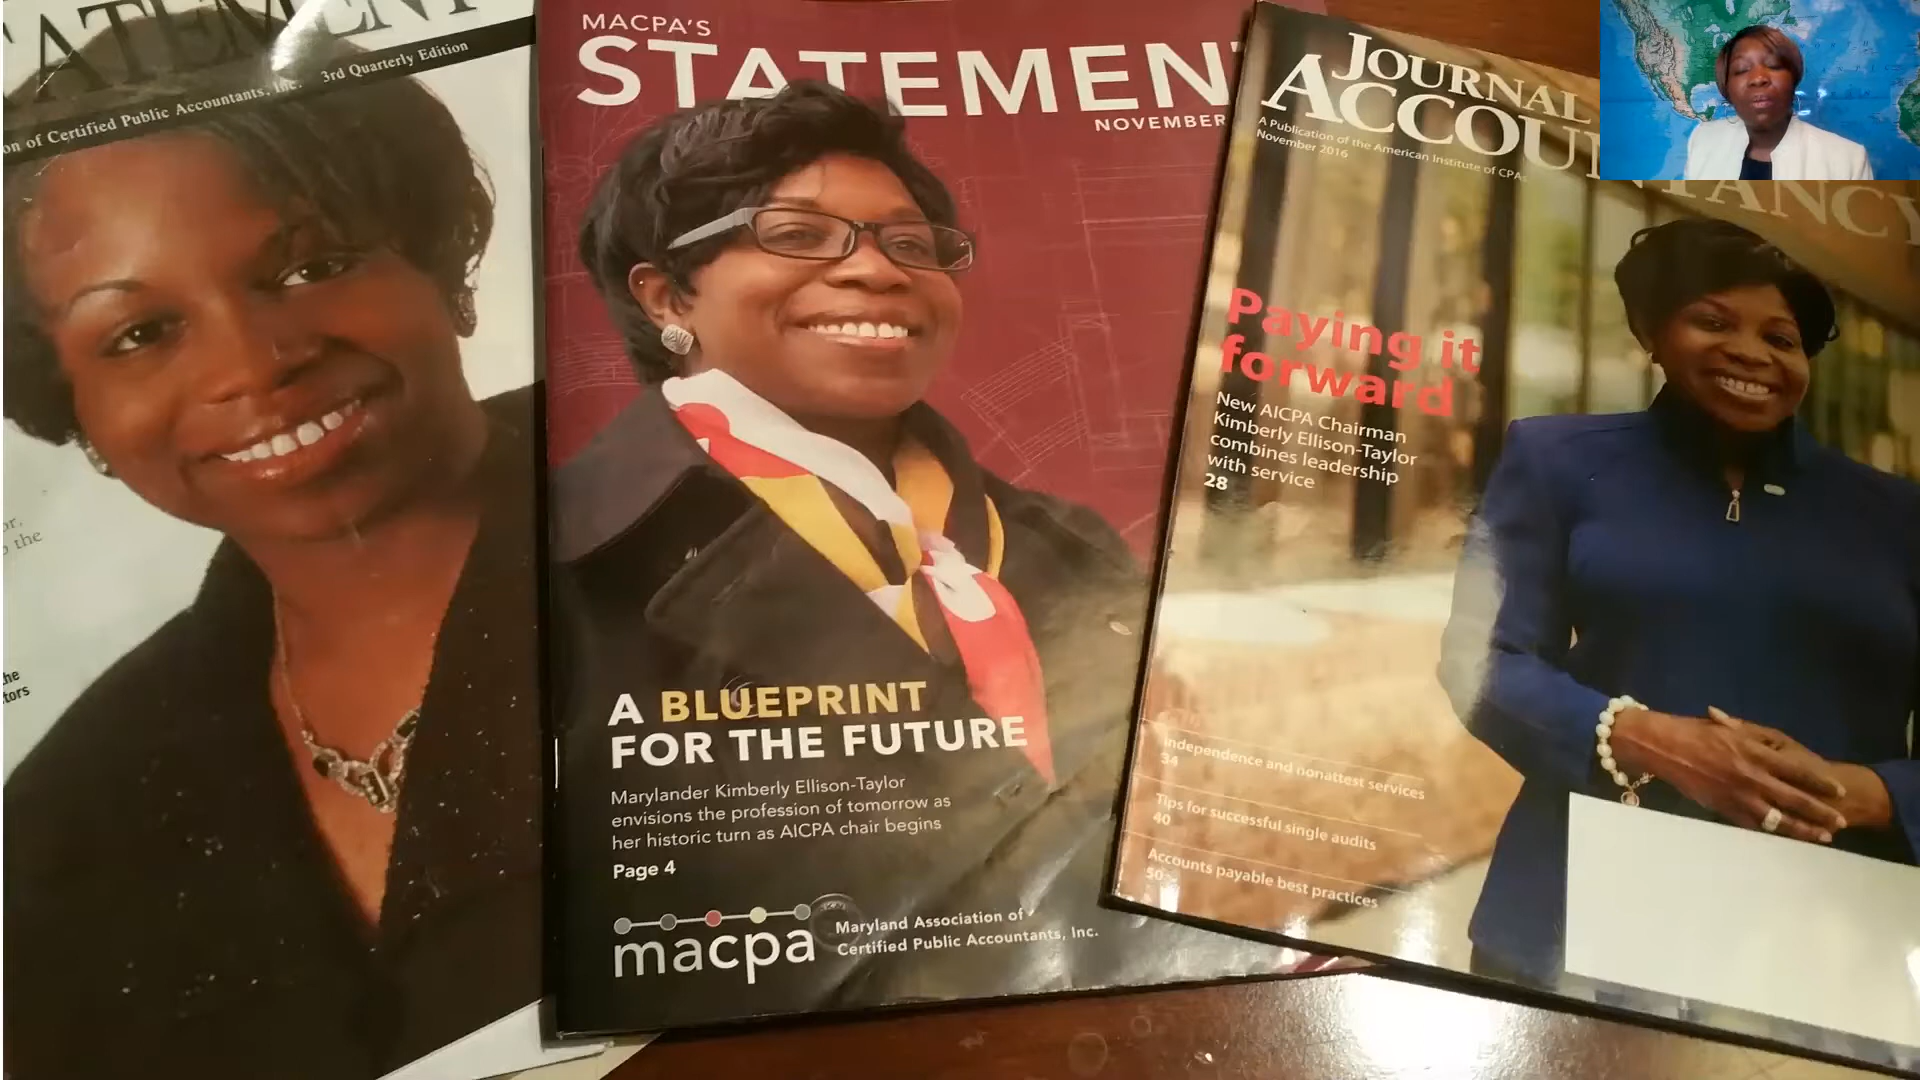 ATEMENT
on of Certified Public Accountants, Inc. 3rd Quarterly Edition
or,
the
the
tors
MACPA'S
STATEMEN
NOVEMBER
A BLUEPRINT
FOR THE FUTURE
Marylander Kimberly Ellison-Taylor
envisions the profession of tomorrow as
her historic turn as AICPA chair begins
Page 4
macpa
Maryland Association of
Certified Public Accountants, Inc.
JOURNAL
ACCOUNTANCY
A Publication of the American Institute of CPAs
November 2016
Paying it
forward
New AICPA Chairman
Kimberly Ellison-Taylor
combines leadership
with service
28
Independence and nonattest services
34
Tips for successful single audits
40
Accounts payable best practices
50